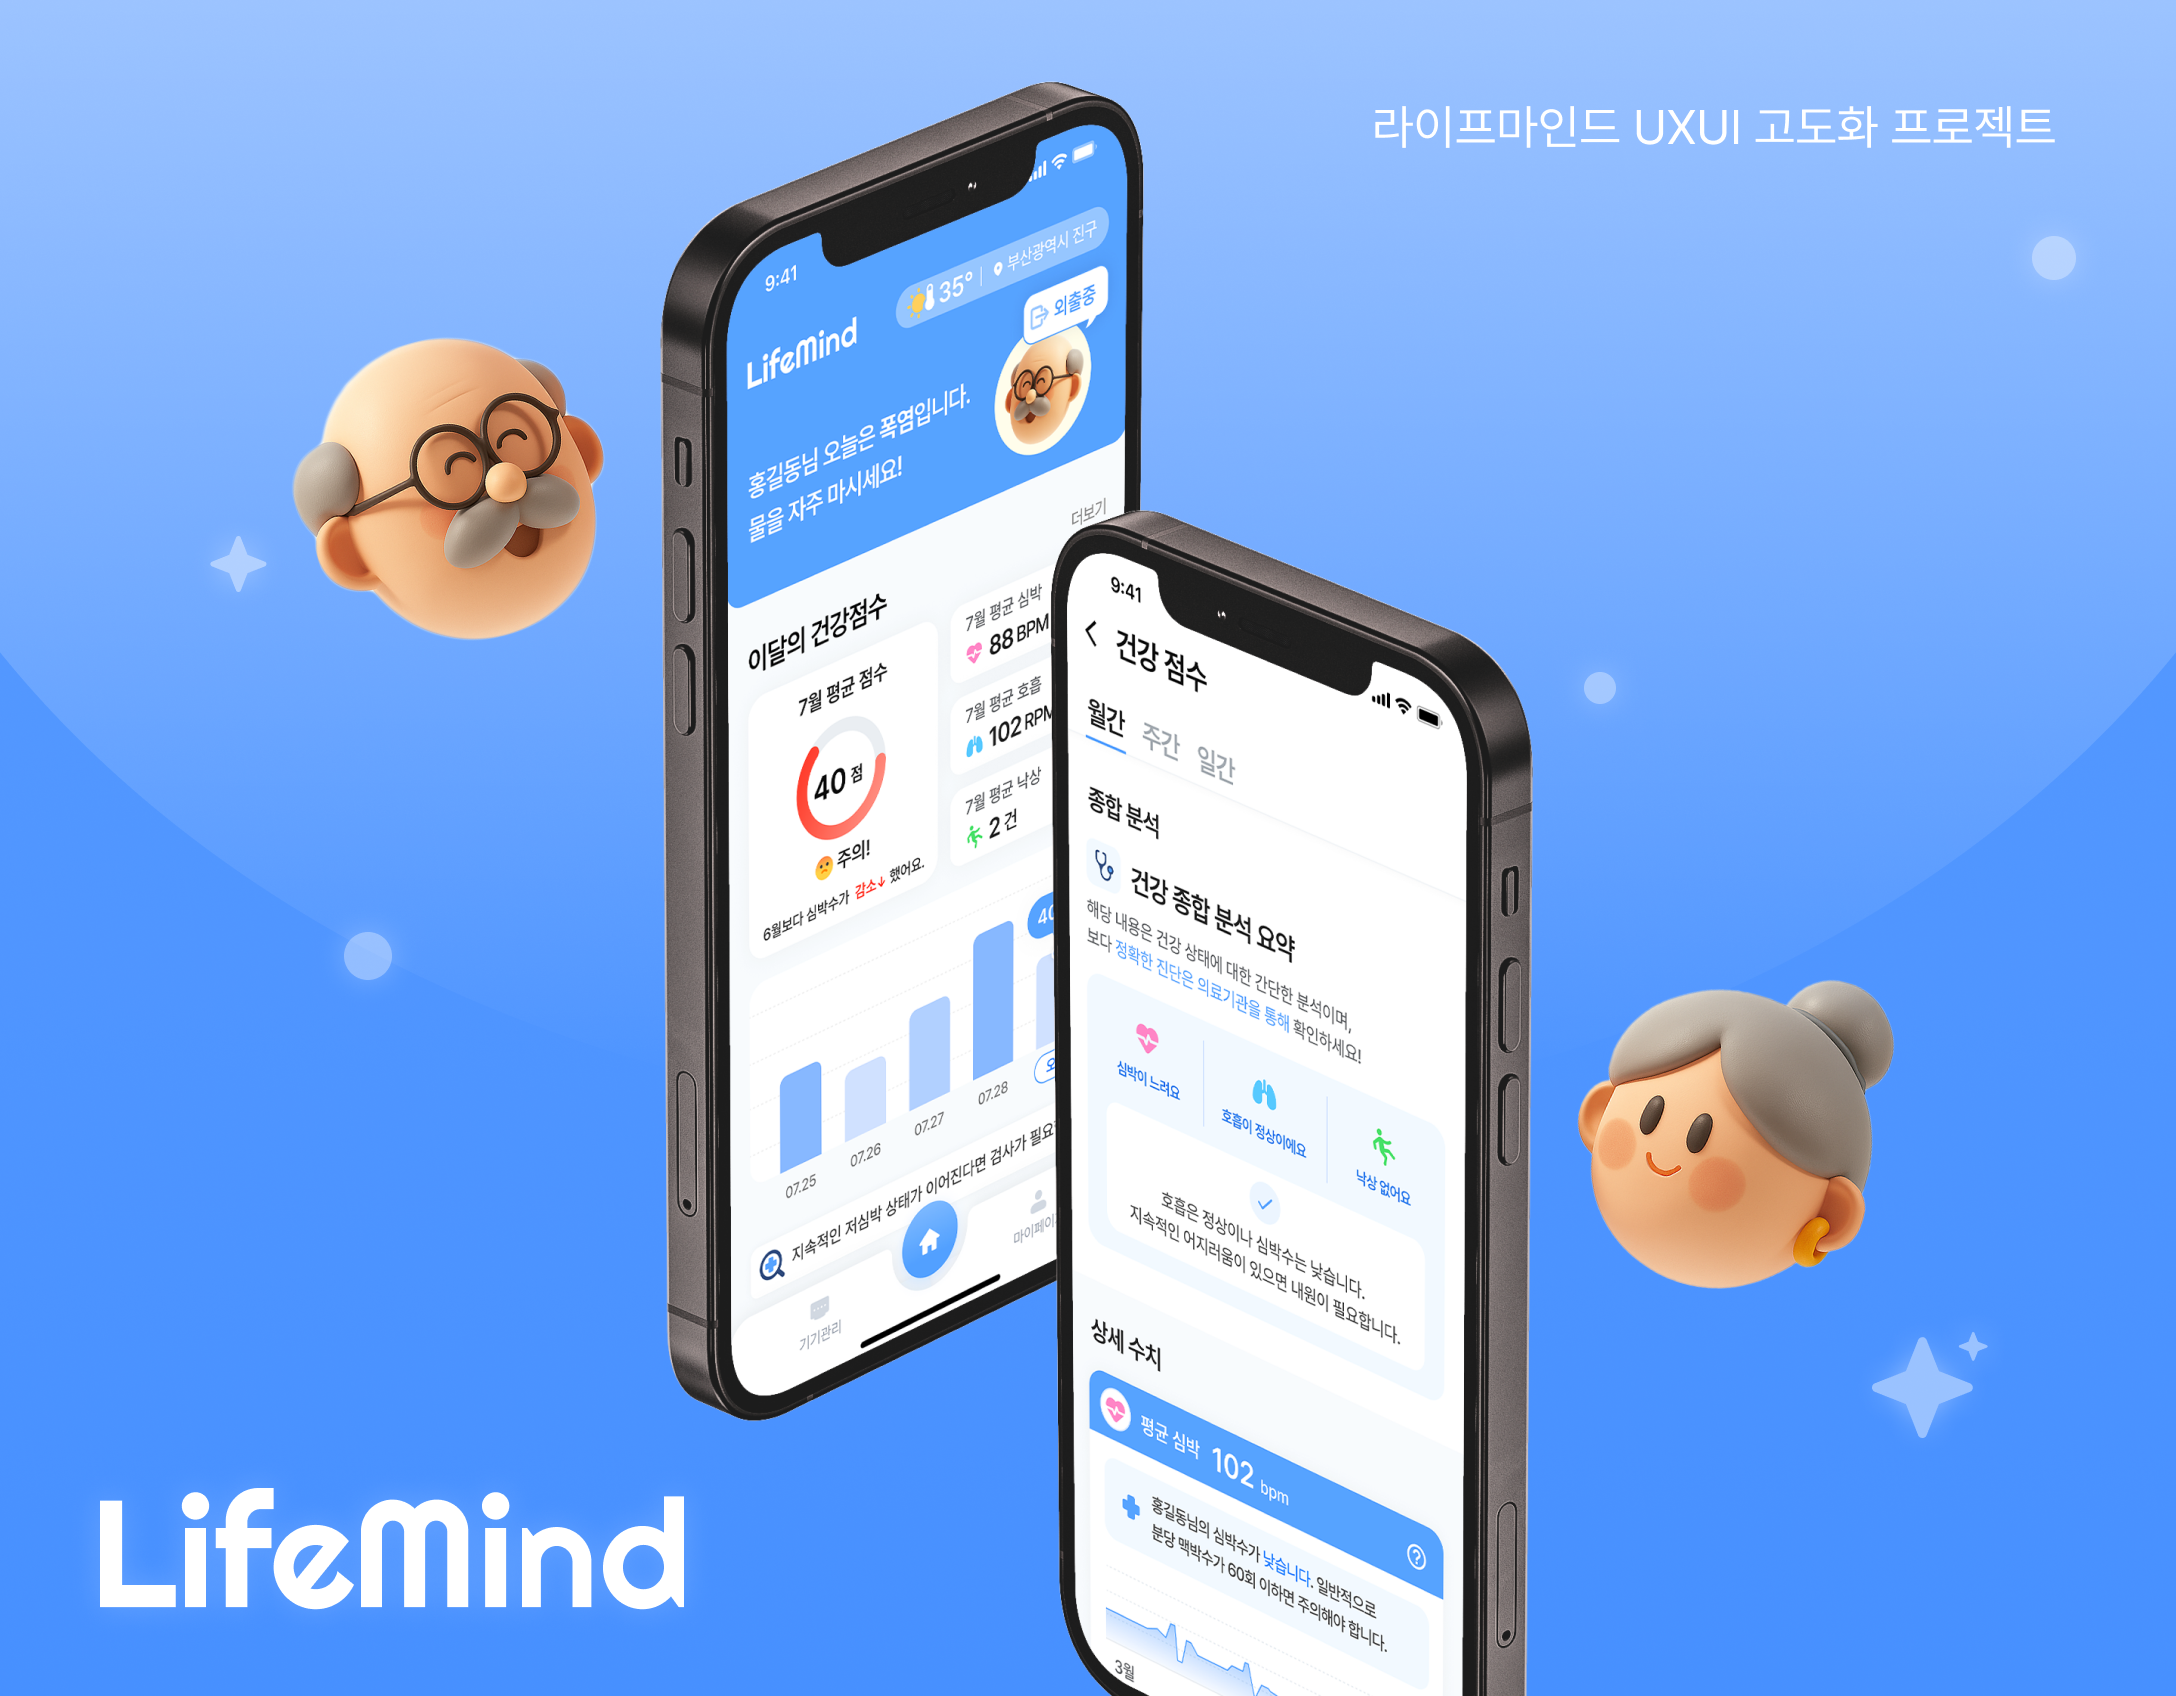 라이프마인드 UXUI 고도화 프로젝트
9:41
35° 부산광역시 진구
LifeMind
외출중
홍길동님 오늘은 폭염입니다.
물을 자주 마시세요!
더보기
이달의 건강점수
7월 평균 점수
40 점
주의!
6월보다 심박수가 감소↓ 했어요.
7월 평균 심박
88 BPM
7월 평균 호흡
102 RPM
7월 평균 낙상
2 건
40
07.25
07.26
07.27
07.28
지속적인 저심박 상태가 이어진다면 검사가
기기관리
9:41
건강 점수
월간 주간 일간
종합 분석
건강 종합 분석 요약
해당 내용은 건강 상태에 대한 간단한 분석이며,
보다 정확한 진단은 의료기관을 통해 확인하세요!
심박이 느려요
호흡이 정상이에요
낙상 없어요
호흡은 정상이나 심박수는 낮습니다.
지속적인 어지러움이 있으면 내원이 필요합니다.
상세 수치
평균 심박 102 bpm
홍길동님의 심박수가 낮습니다. 일반적으로
분당 맥박수가 60회 이하면 주의해야 합니다.
3월
LifeMind